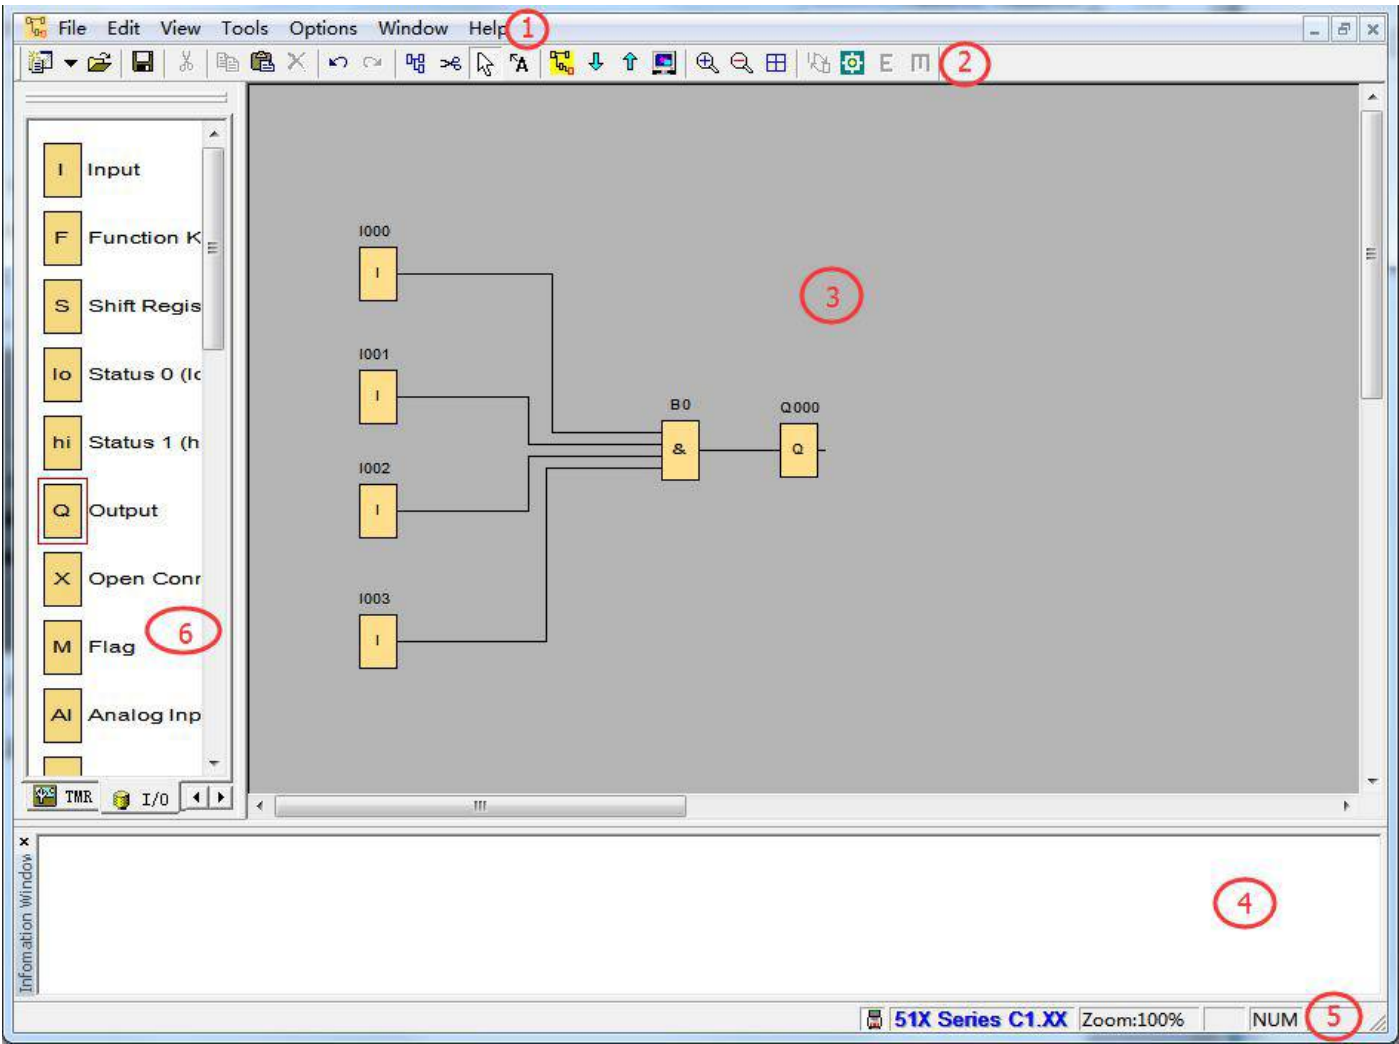 File Edit View Tools Options Window Help 1
A E m 2
I Input
F Function K
S Shift Regis
lo Status 0 (lo
hi Status 1 (h
Q Output
X Open Conr
M Flag
6
AI Analog Inp
TMR I/O
I000
I
I001
I
I002
I
I003
I
B0
&
Q000
Q
3
Infomation Window
4
51X Series C1.XX Zoom:100% NUM 5